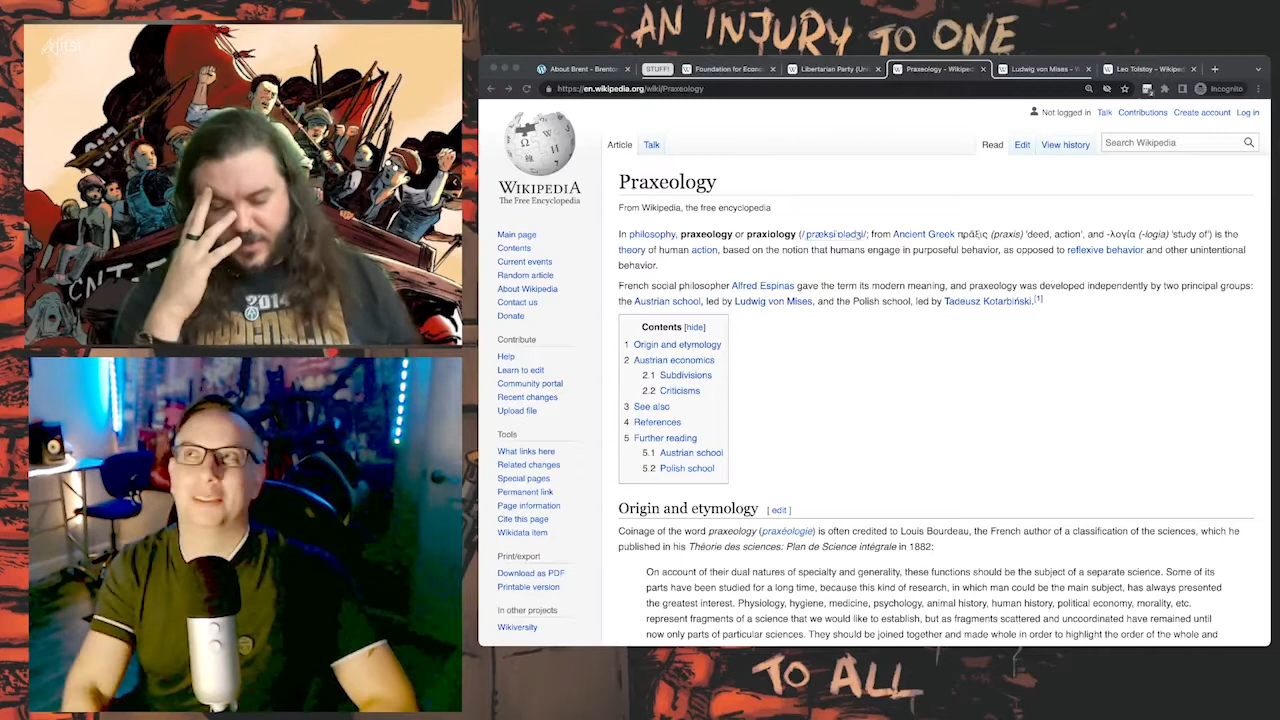 AN INJURY TO ONE
jitsi
CNT-F
2014
About Brent - Brento
STUFF!
Foundation for Econo
Libertarian Party (Uni
Praxeology - Wikiped
Ludwig von Mises - W
Leo Tolstoy - Wikiped
https://en.wikipedia.org/wiki/Praxeology
Incognito
Not logged in Talk Contributions Create account Log in
Article Talk
Read Edit View history
Search Wikipedia
WIKIPEDIA
The Free Encyclopedia
Main page
Contents
Current events
Random article
About Wikipedia
Contact us
Donate
Contribute
Help
Learn to edit
Community portal
Recent changes
Upload file
Tools
What links here
Related changes
Special pages
Permanent link
Page information
Cite this page
Wikidata item
Print/export
Download as PDF
Printable version
In other projects
Wikiversity
Praxeology
From Wikipedia, the free encyclopedia
In philosophy, praxeology or praxiology (/ˌpræksiˈɒlədʒi/; from Ancient Greek πρᾶξις (praxis) 'deed, action', and -λογία (-logia) 'study of') is the
theory of human action, based on the notion that humans engage in purposeful behavior, as opposed to reflexive behavior and other unintentional
behavior.
French social philosopher Alfred Espinas gave the term its modern meaning, and praxeology was developed independently by two principal groups:
the Austrian school, led by Ludwig von Mises, and the Polish school, led by Tadeusz Kotarbiński.[1]
Contents [hide]
1 Origin and etymology
2 Austrian economics
2.1 Subdivisions
2.2 Criticisms
3 See also
4 References
5 Further reading
5.1 Austrian school
5.2 Polish school
Origin and etymology [ edit ]
Coinage of the word praxeology (praxéologie) is often credited to Louis Bourdeau, the French author of a classification of the sciences, which he
published in his Théorie des sciences: Plan de Science intégrale in 1882:
On account of their dual natures of specialty and generality, these functions should be the subject of a separate science. Some of its
parts have been studied for a long time, because this kind of research, in which man could be the main subject, has always presented
the greatest interest. Physiology, hygiene, medicine, psychology, animal history, human history, political economy, morality, etc.
represent fragments of a science that we would like to establish, but as fragments scattered and uncoordinated have remained until
now only parts of particular sciences. They should be joined together and made whole in order to highlight the order of the whole and
TO ALL